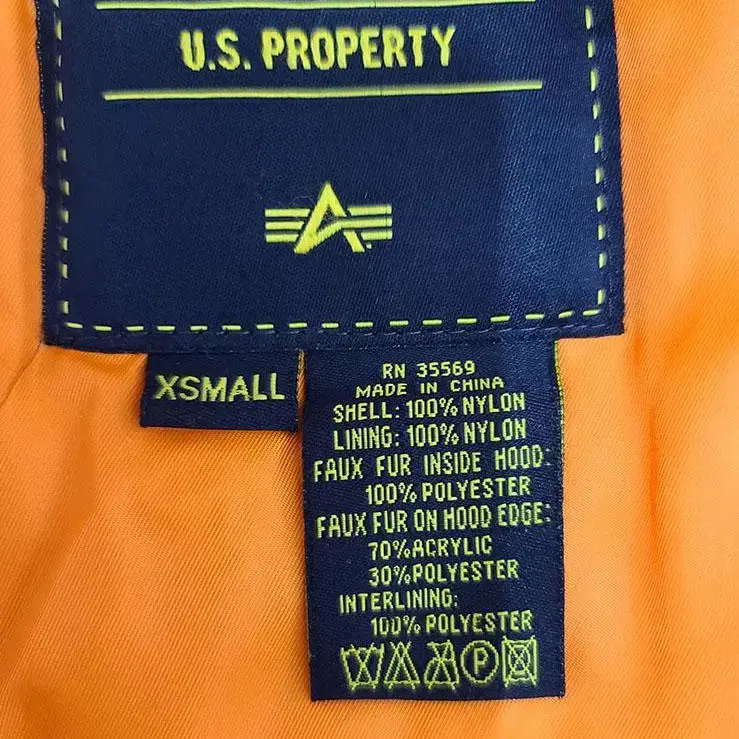 U.S. PROPERTY
XSMALL
RN 35569
MADE IN CHINA
SHELL: 100% NYLON
LINING: 100% NYLON
FAUX FUR INSIDE HOOD:
100% POLYESTER
FAUX FUR ON HOOD EDGE:
70% ACRYLIC
30% POLYESTER
INTERLINING:
100% POLYESTER
P